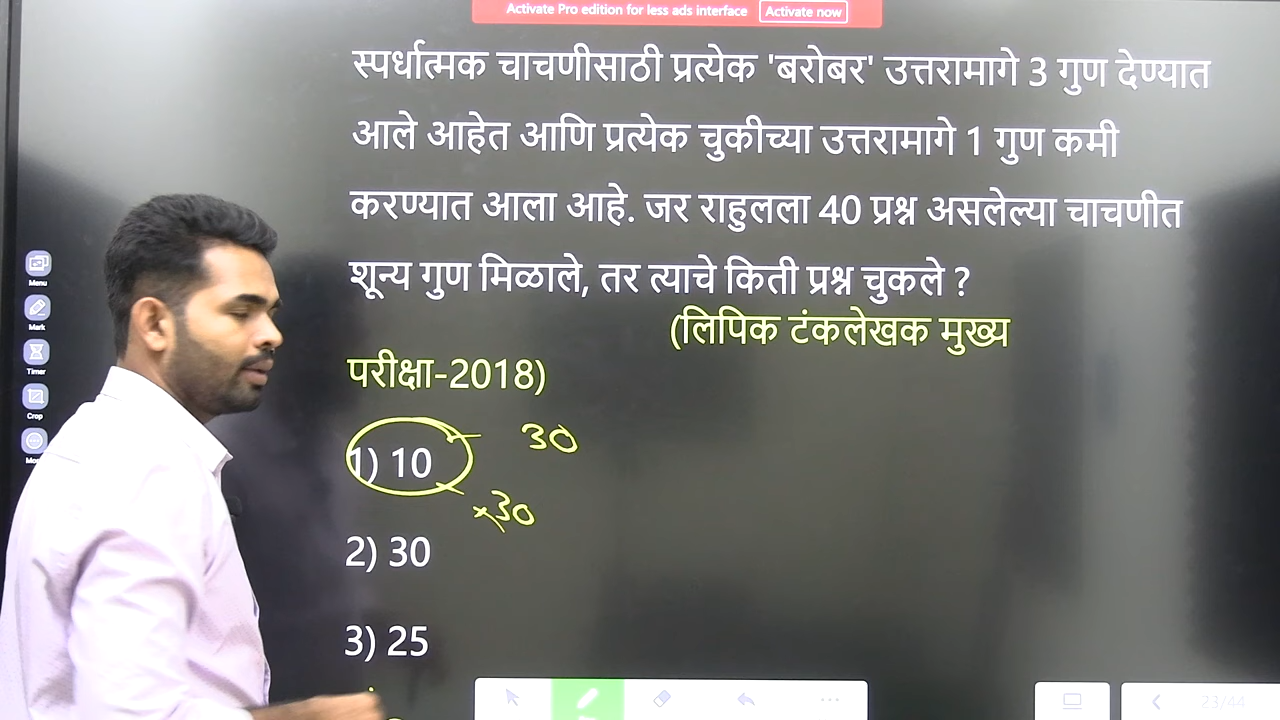 Activate Pro edition for less ads interface Activate now
स्पर्धात्मक चाचणीसाठी प्रत्येक 'बरोबर' उत्तरामागे 3 गुण देण्यात
आले आहेत आणि प्रत्येक चुकीच्या उत्तरामागे 1 गुण कमी
करण्यात आला आहे. जर राहुलला 40 प्रश्न असलेल्या चाचणीत
शून्य गुण मिळाले, तर त्याचे किती प्रश्न चुकले ?
(लिपिक टंकलेखक मुख्य
परीक्षा-2018)
1) 10
30
30
2) 30
3) 25
Menu
Mark
Timer
Crop
23/44